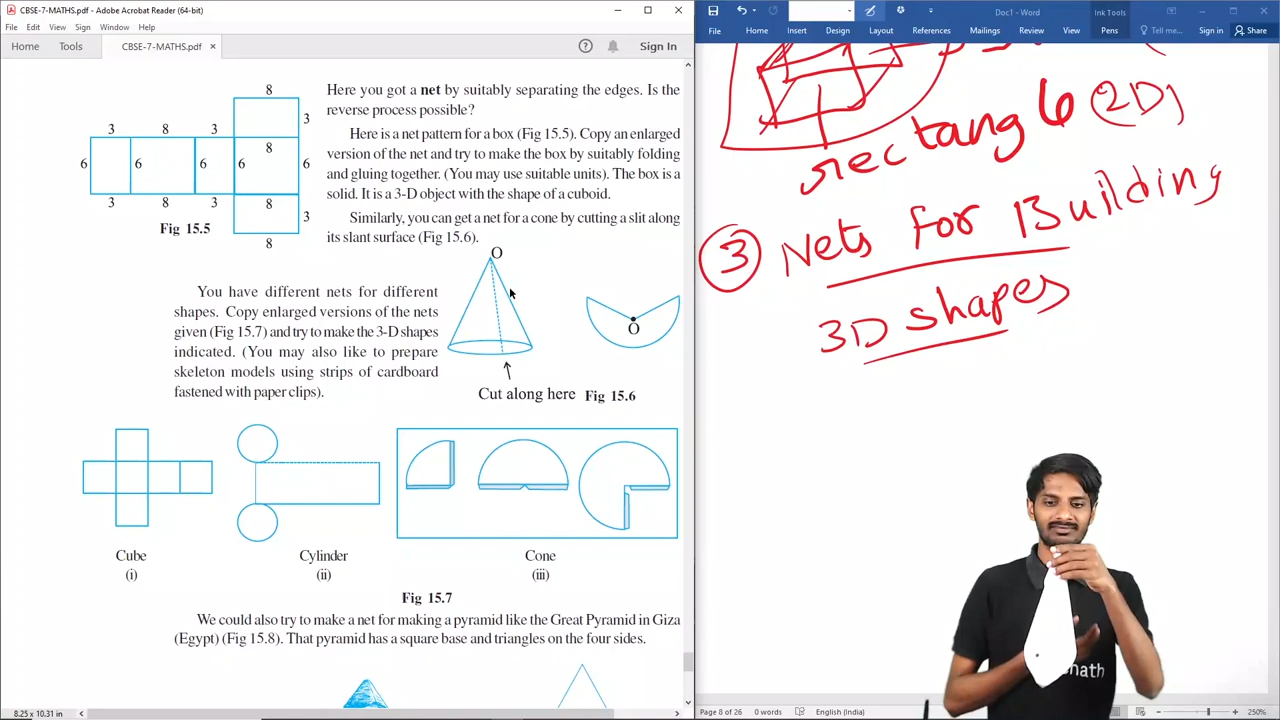 CBSE-7-MATHS.pdf - Adobe Acrobat Reader (64-bit)
File Edit View Sign Window Help
Home Tools CBSE-7-MATHS.pdf × ? Sign In
8
Here you got a net by suitably separating the edges. Is the
reverse process possible?
3 8 3 8 3
Here is a net pattern for a box (Fig 15.5). Copy an enlarged
version of the net and try to make the box by suitably folding
6 6 6 6 6
and gluing together. (You may use suitable units). The box is
a solid. It is a 3-D object with the shape of a cuboid.
3 8 3 8 3
Similarly, you can get a net for a cone by cutting a slit along
its slant surface (Fig 15.6).
Fig 15.5
8
O
You have different nets for different
shapes. Copy enlarged versions of the nets
given (Fig 15.7) and try to make the 3-D shapes
indicated. (You may also like to prepare
skeleton models using strips of cardboard
fastened with paper clips).
O
Cut along here Fig 15.6
Cube Cylinder Cone
(i) (ii) (iii)
Fig 15.7
We could also try to make a net for making a pyramid like the Great Pyramid in Giza
(Egypt) (Fig 15.8). That pyramid has a square base and triangles on the four sides.
8.25 x 10.31 in
Doc1 - Word Ink Tools
File Home Insert Design Layout References Mailings Review View Pens Tell me... Sign in Share
rectang 6 (2D)
3 Nets for Building
3D shapes
Page 8 of 26 0 words English (India) 250%